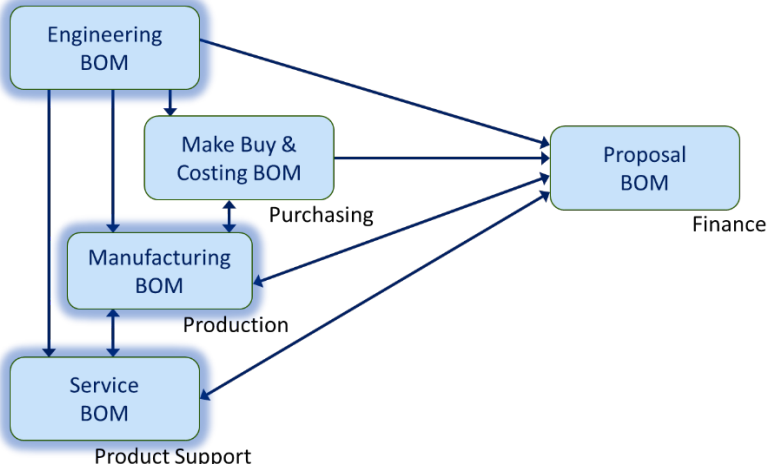 Engineering
BOM
Make Buy &
Costing BOM
Purchasing
Proposal
BOM
Finance
Manufacturing
BOM
Production
Service
BOM
Product Support